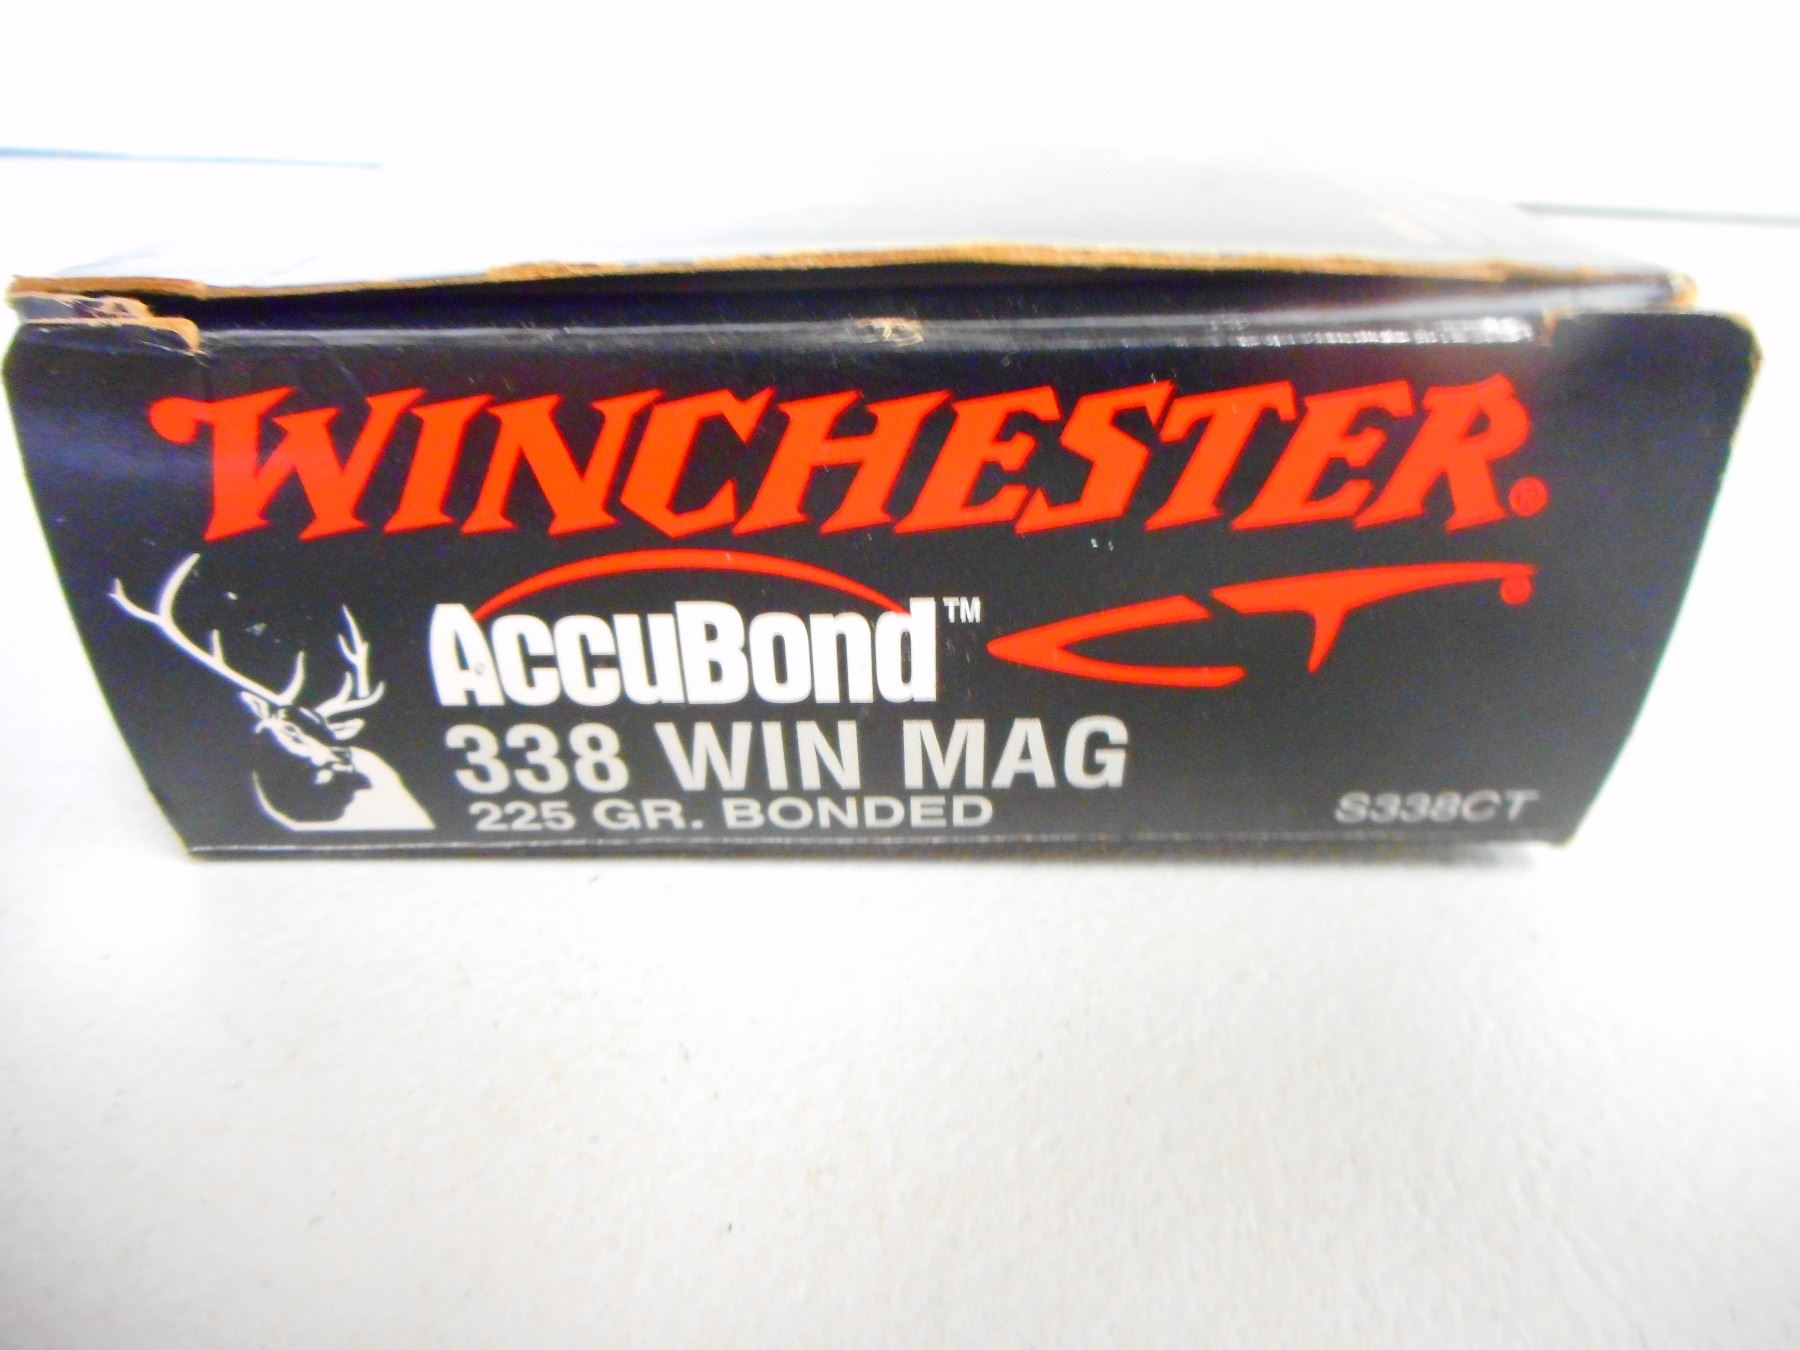 WINCHESTER®
AccuBond™ CT®
338 WIN MAG
225 GR. BONDED
S338CT